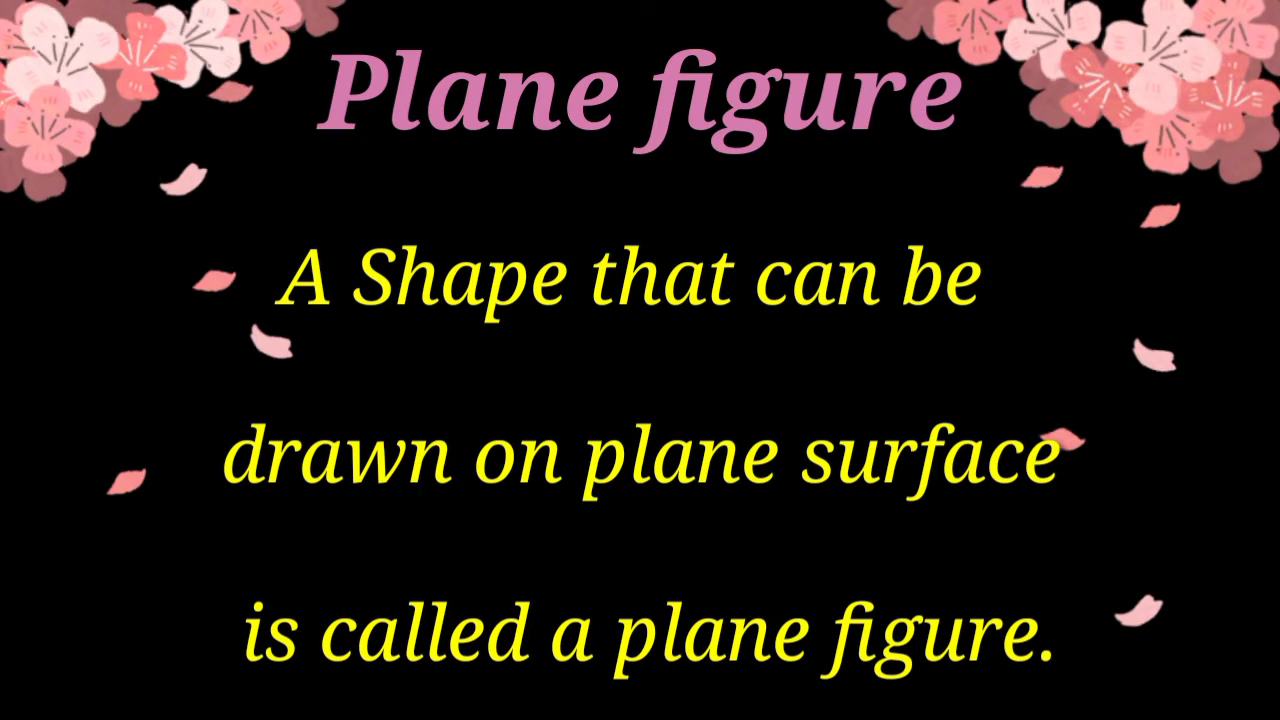 Plane figure
A Shape that can be
drawn on plane surface
is called a plane figure.